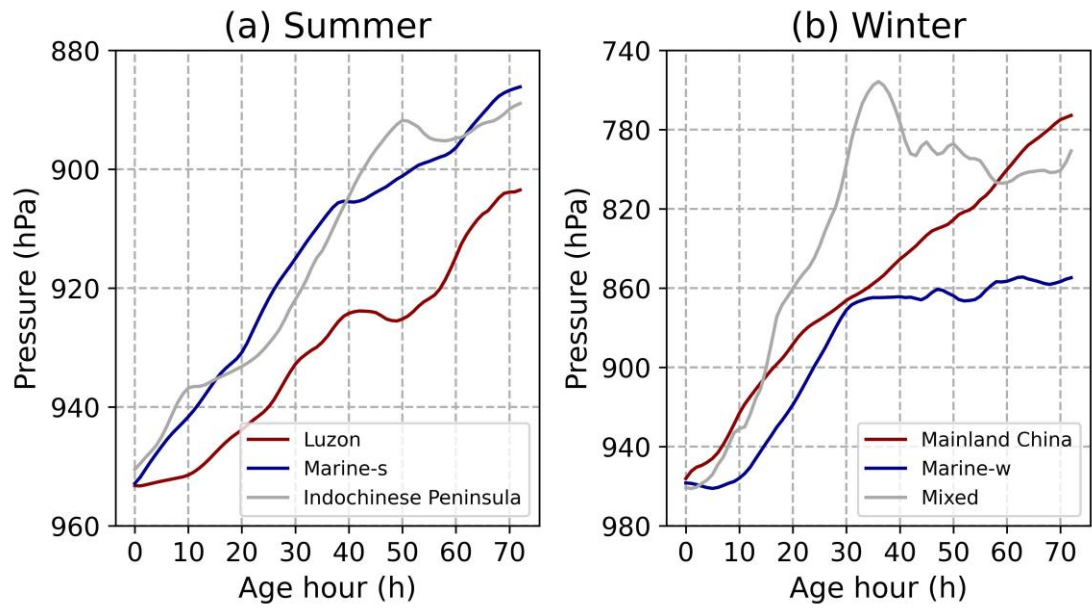 (a) Summer
880
900
920
940
960
Pressure (hPa)
0 10 20 30 40 50 60 70
Age hour (h)
Luzon
Marine-s
Indochinese Peninsula
(b) Winter
740
780
820
860
900
940
980
Pressure (hPa)
0 10 20 30 40 50 60 70
Age hour (h)
Mainland China
Marine-w
Mixed